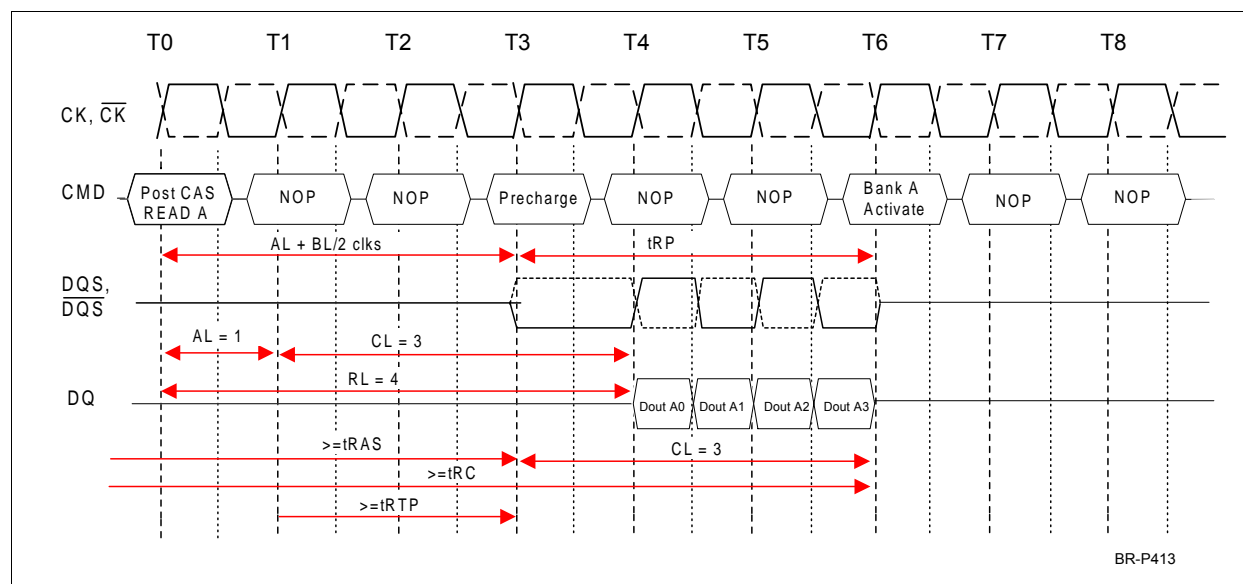 T0 T1 T2 T3 T4 T5 T6 T7 T8
CK, CK
CMD
Post CAS
READ A
NOP
NOP
Precharge
NOP
NOP
Bank A
Activate
NOP
NOP
AL + BL/2 clks
tRP
DQS,
DQS
AL = 1
CL = 3
RL = 4
DQ
Dout A0
Dout A1
Dout A2
Dout A3
>=tRAS
CL = 3
>=tRC
>=tRTP
BR-P413